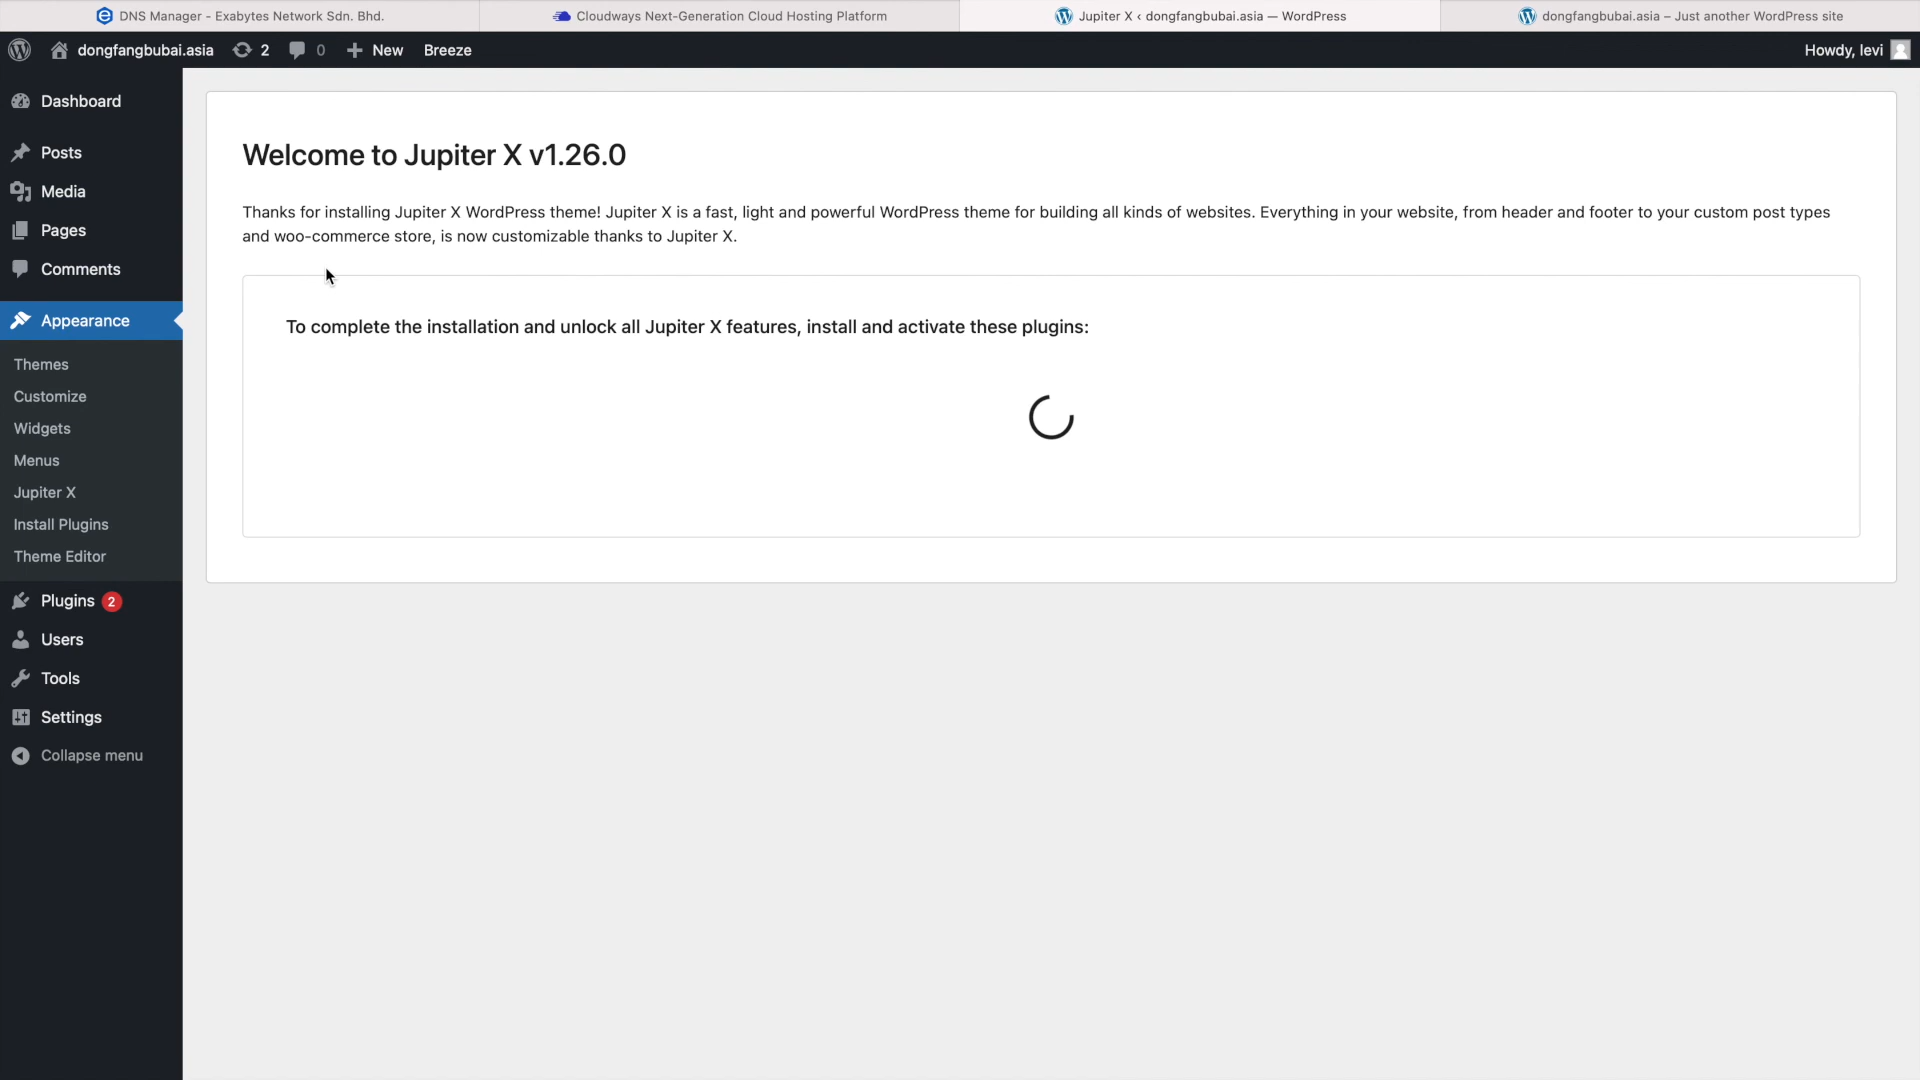 DNS Manager - Exabytes Network Sdn. Bhd.
Cloudways Next-Generation Cloud Hosting Platform
Jupiter X ‹ dongfangbubai.asia — WordPress
dongfangbubai.asia – Just another WordPress site
dongfangbubai.asia 2 0 New Breeze Howdy, levi
Dashboard
Posts
Media
Pages
Comments
Appearance
Themes
Customize
Widgets
Menus
Jupiter X
Install Plugins
Theme Editor
Plugins 2
Users
Tools
Settings
Collapse menu
Welcome to Jupiter X v1.26.0
Thanks for installing Jupiter X WordPress theme! Jupiter X is a fast, light and powerful WordPress theme for building all kinds of websites. Everything in your website, from header and footer to your custom post types
and woo-commerce store, is now customizable thanks to Jupiter X.
To complete the installation and unlock all Jupiter X features, install and activate these plugins: